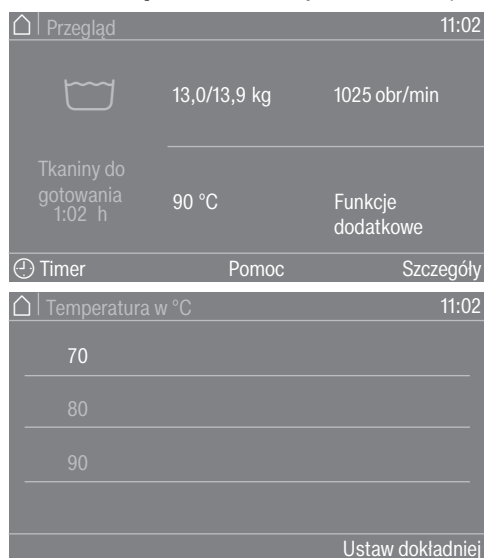 Przegląd 11:02
13,0/13,9 kg 1025 obr/min
Tkaniny do
gotowania
1:02 h
90 °C Funkcje
dodatkowe
Timer Pomoc Szczegóły
Temperatura w °C 11:02
70
80
90
Ustaw dokładniej